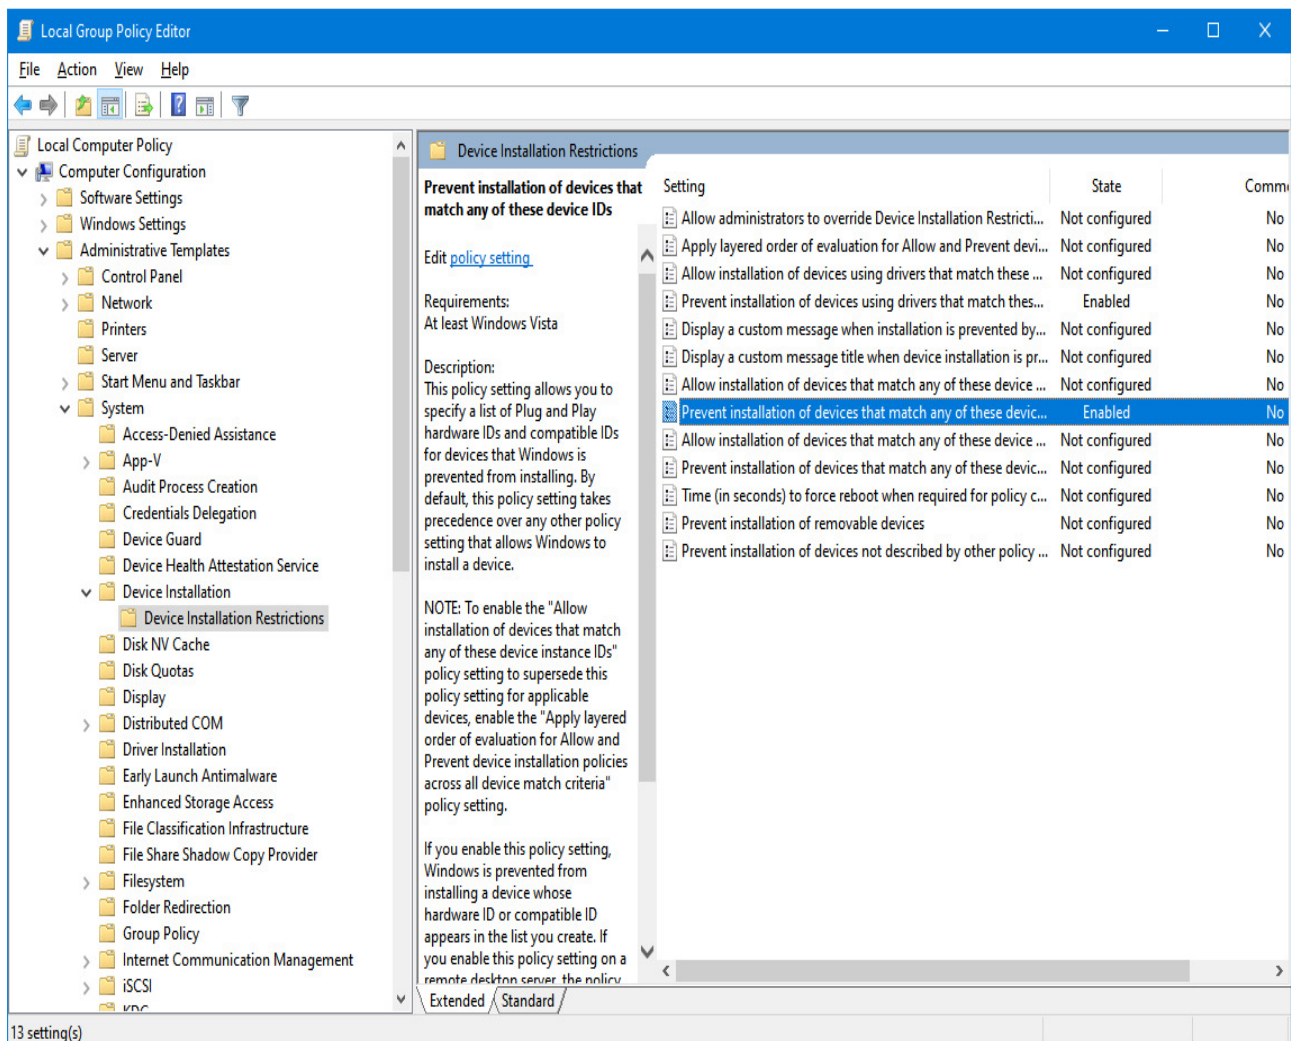 Local Group Policy Editor
File Action View Help
Local Computer Policy
Computer Configuration
Software Settings
Windows Settings
Administrative Templates
Control Panel
Network
Printers
Server
Start Menu and Taskbar
System
Access-Denied Assistance
App-V
Audit Process Creation
Credentials Delegation
Device Guard
Device Health Attestation Service
Device Installation
Device Installation Restrictions
Disk NV Cache
Disk Quotas
Display
Distributed COM
Driver Installation
Early Launch Antimalware
Enhanced Storage Access
File Classification Infrastructure
File Share Shadow Copy Provider
Filesystem
Folder Redirection
Group Policy
Internet Communication Management
iSCSI
KDC
Device Installation Restrictions
Prevent installation of devices that
match any of these device IDs
Edit policy setting
Requirements:
At least Windows Vista
Description:
This policy setting allows you to
specify a list of Plug and Play
hardware IDs and compatible IDs
for devices that Windows is
prevented from installing. By
default, this policy setting takes
precedence over any other policy
setting that allows Windows to
install a device.
NOTE: To enable the "Allow
installation of devices that match
any of these device instance IDs"
policy setting to supersede this
policy setting for applicable
devices, enable the "Apply layered
order of evaluation for Allow and
Prevent device installation policies
across all device match criteria"
policy setting.
If you enable this policy setting,
Windows is prevented from
installing a device whose
hardware ID or compatible ID
appears in the list you create. If
you enable this policy setting on a
remote desktop server, the policy
Setting State Comme
Allow administrators to override Device Installation Restricti... Not configured No
Apply layered order of evaluation for Allow and Prevent devi... Not configured No
Allow installation of devices using drivers that match these ... Not configured No
Prevent installation of devices using drivers that match thes... Enabled No
Display a custom message when installation is prevented by... Not configured No
Display a custom message title when device installation is pr... Not configured No
Allow installation of devices that match any of these device ... Not configured No
Prevent installation of devices that match any of these devic... Enabled No
Allow installation of devices that match any of these device ... Not configured No
Prevent installation of devices that match any of these devic... Not configured No
Time (in seconds) to force reboot when required for policy c... Not configured No
Prevent installation of removable devices Not configured No
Prevent installation of devices not described by other policy ... Not configured No
Extended Standard
13 setting(s)